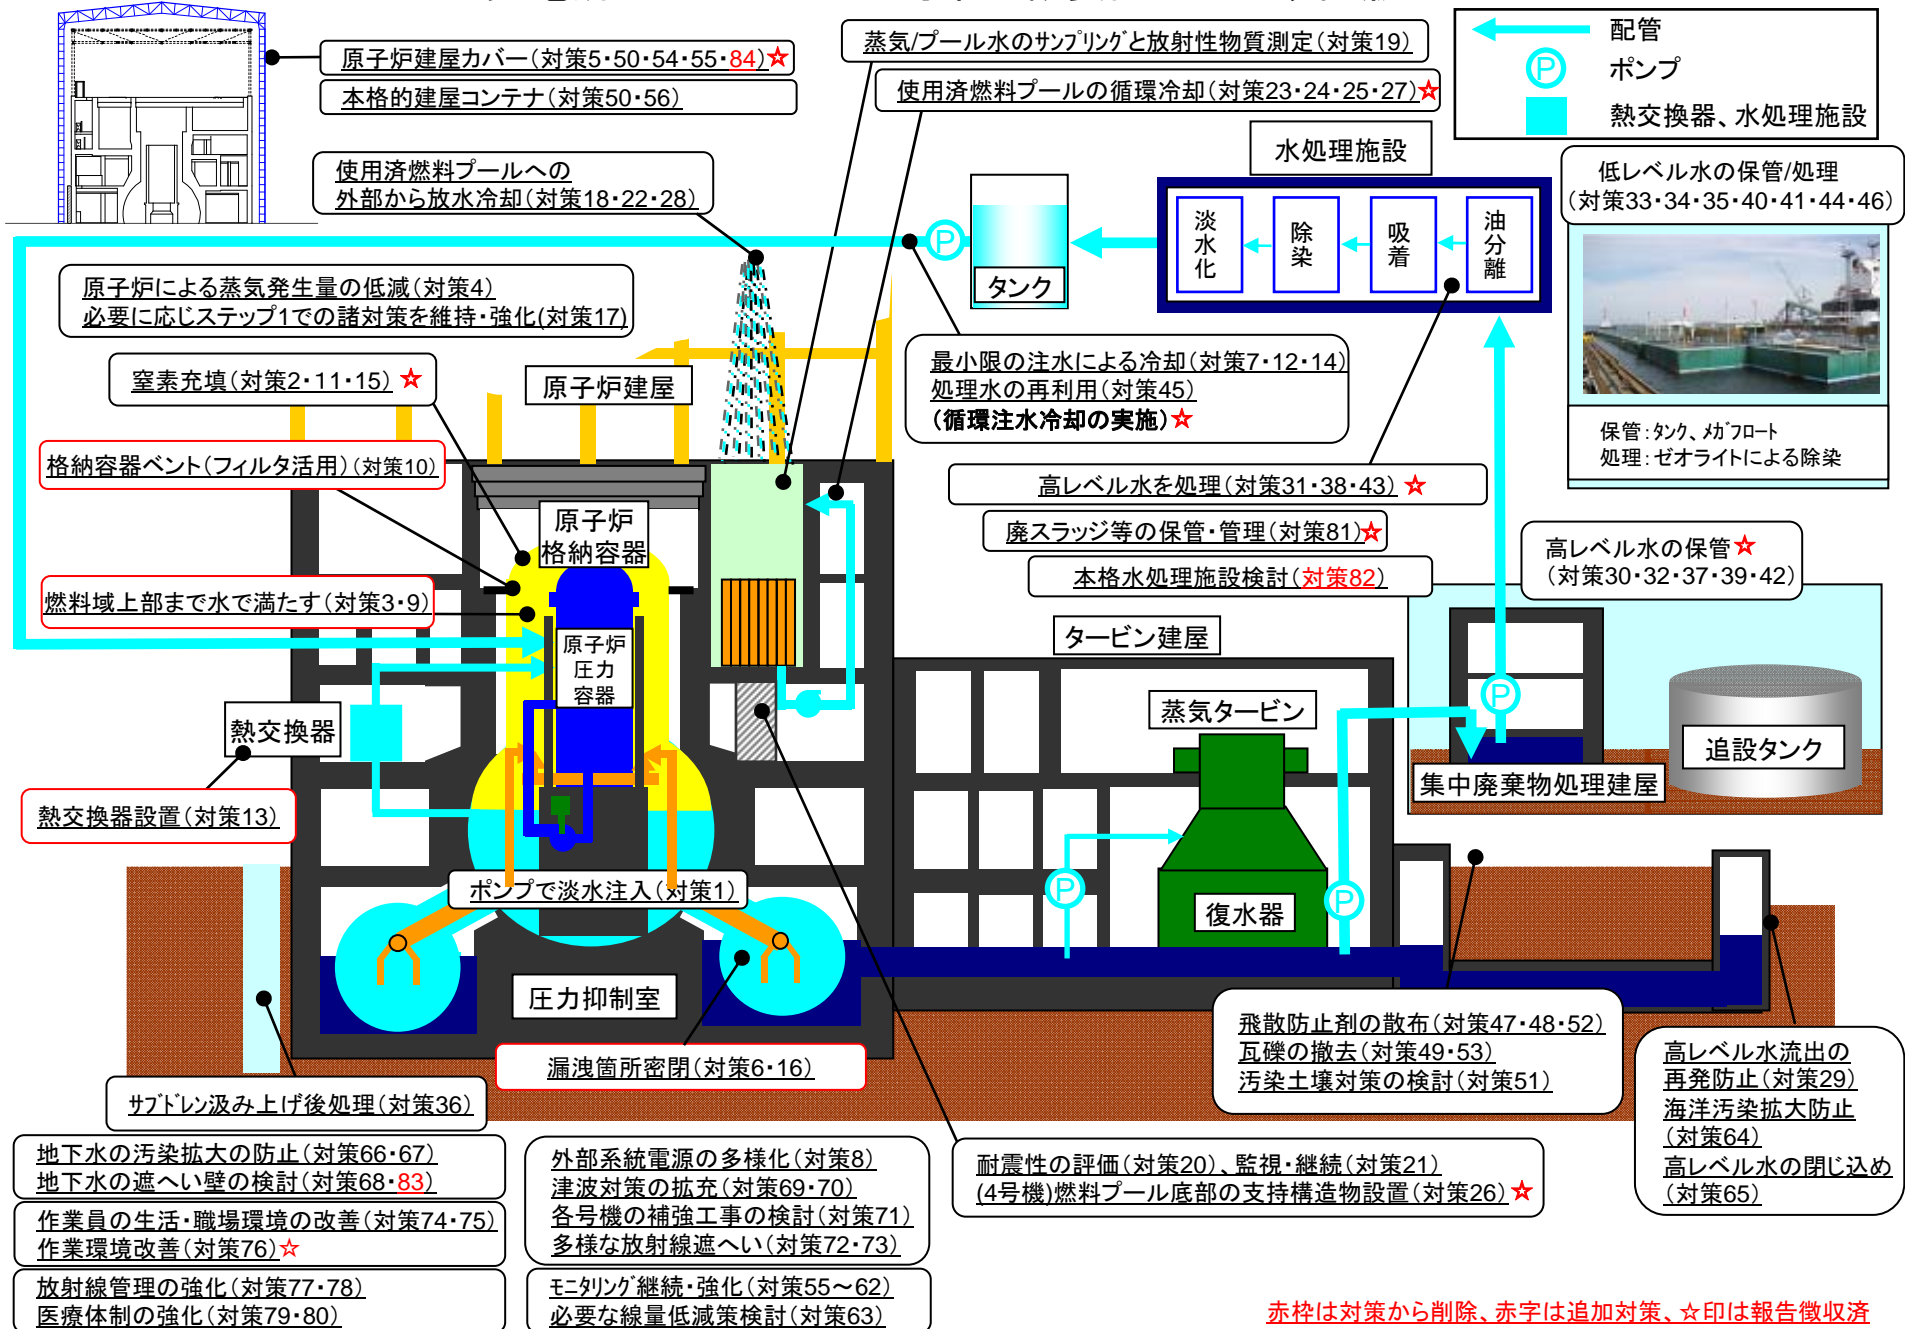 原子炉建屋カバー(対策5・50・54・55・84)☆
本格的建屋コンテナ(対策50・56)
蒸気/プール水のサンプリングと放射性物質測定(対策19)
使用済燃料プールの循環冷却(対策23・24・25・27)☆
配管
P
ポンプ
熱交換器、水処理施設
使用済燃料プールへの
外部から放水冷却(対策18・22・28)
水処理施設
淡水化
除染
吸着
油分離
P
タンク
低レベル水の保管/処理
(対策33・34・35・40・41・44・46)
保管:タンク、メガフロート
処理:ゼオライトによる除染
原子炉による蒸気発生量の低減(対策4)
必要に応じステップ1での諸対策を維持・強化(対策17)
窒素充填(対策2・11・15)☆
原子炉建屋
最小限の注水による冷却(対策7・12・14)
処理水の再利用(対策45)
(循環注水冷却の実施)☆
格納容器ベント(フィルタ活用)(対策10)
高レベル水を処理(対策31・38・43)☆
廃スラッジ等の保管・管理(対策81)☆
本格水処理施設検討(対策82)
高レベル水の保管☆
(対策30・32・37・39・42)
原子炉
格納容器
燃料域上部まで水で満たす(対策3・9)
原子炉
圧力
容器
タービン建屋
蒸気タービン
P
熱交換器
追設タンク
集中廃棄物処理建屋
熱交換器設置(対策13)
ポンプで淡水注入(対策1)
P
P
復水器
圧力抑制室
漏洩箇所密閉(対策6・16)
飛散防止剤の散布(対策47・48・52)
瓦礫の撤去(対策49・53)
汚染土壌対策の検討(対策51)
高レベル水流出の
再発防止(対策29)
海洋汚染拡大防止
(対策64)
高レベル水の閉じ込め
(対策65)
サブドレン汲み上げ後処理(対策36)
地下水の汚染拡大の防止(対策66・67)
地下水の遮へい壁の検討(対策68・83)
作業員の生活・職場環境の改善(対策74・75)
作業環境改善(対策76)☆
放射線管理の強化(対策77・78)
医療体制の強化(対策79・80)
外部系統電源の多様化(対策8)
津波対策の拡充(対策69・70)
各号機の補強工事の検討(対策71)
多様な放射線遮へい(対策72・73)
モニタリング継続・強化(対策55～62)
必要な線量低減策検討(対策63)
耐震性の評価(対策20)、監視・継続(対策21)
(4号機)燃料プール底部の支持構造物設置(対策26)☆
赤枠は対策から削除、赤字は追加対策、☆印は報告徴収済